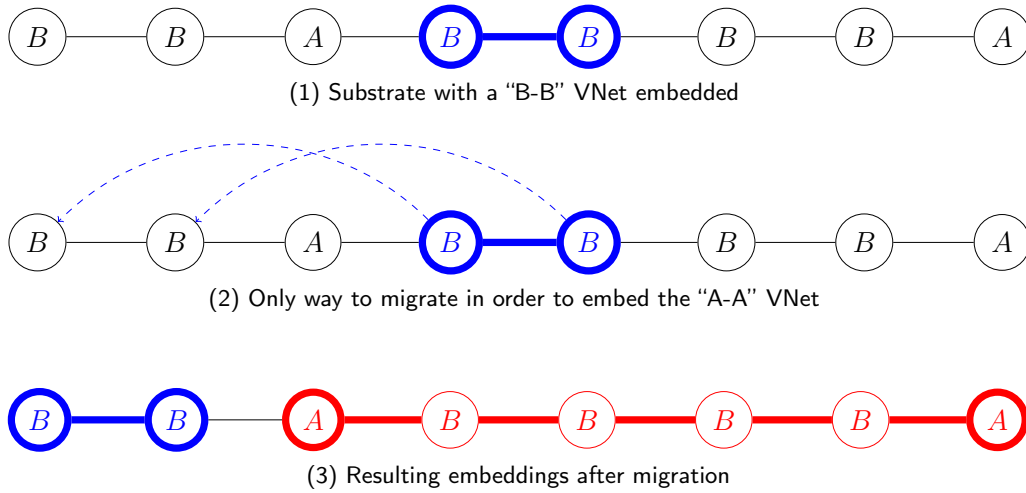 B B A B B B B A
(1) Substrate with a “B-B” VNet embedded
B B A B B B B A
(2) Only way to migrate in order to embed the “A-A” VNet
B B A B B B B A
(3) Resulting embeddings after migration